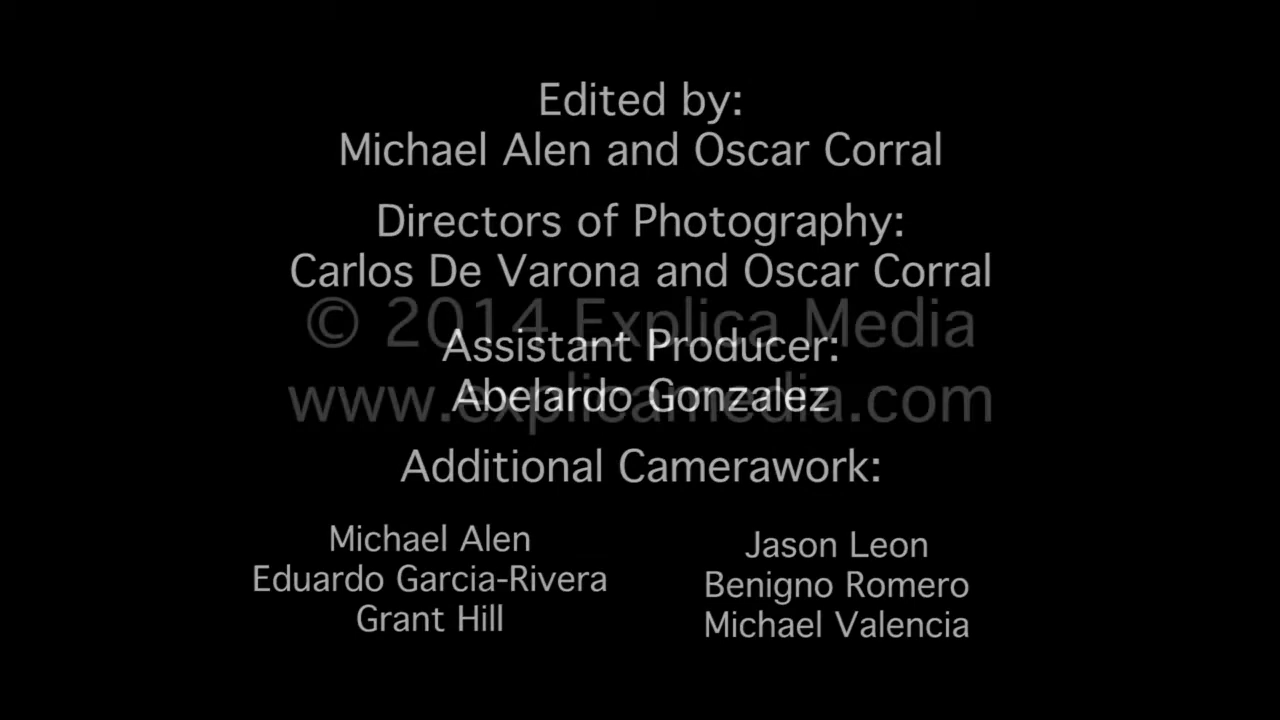 Edited by:
Michael Alen and Oscar Corral
Directors of Photography:
Carlos De Varona and Oscar Corral
© 2014 Explica Media
Assistant Producer:
Abelardo Gonzalez
www.explicamedia.com
Additional Camerawork:
Michael Alen
Eduardo Garcia-Rivera
Grant Hill
Jason Leon
Benigno Romero
Michael Valencia